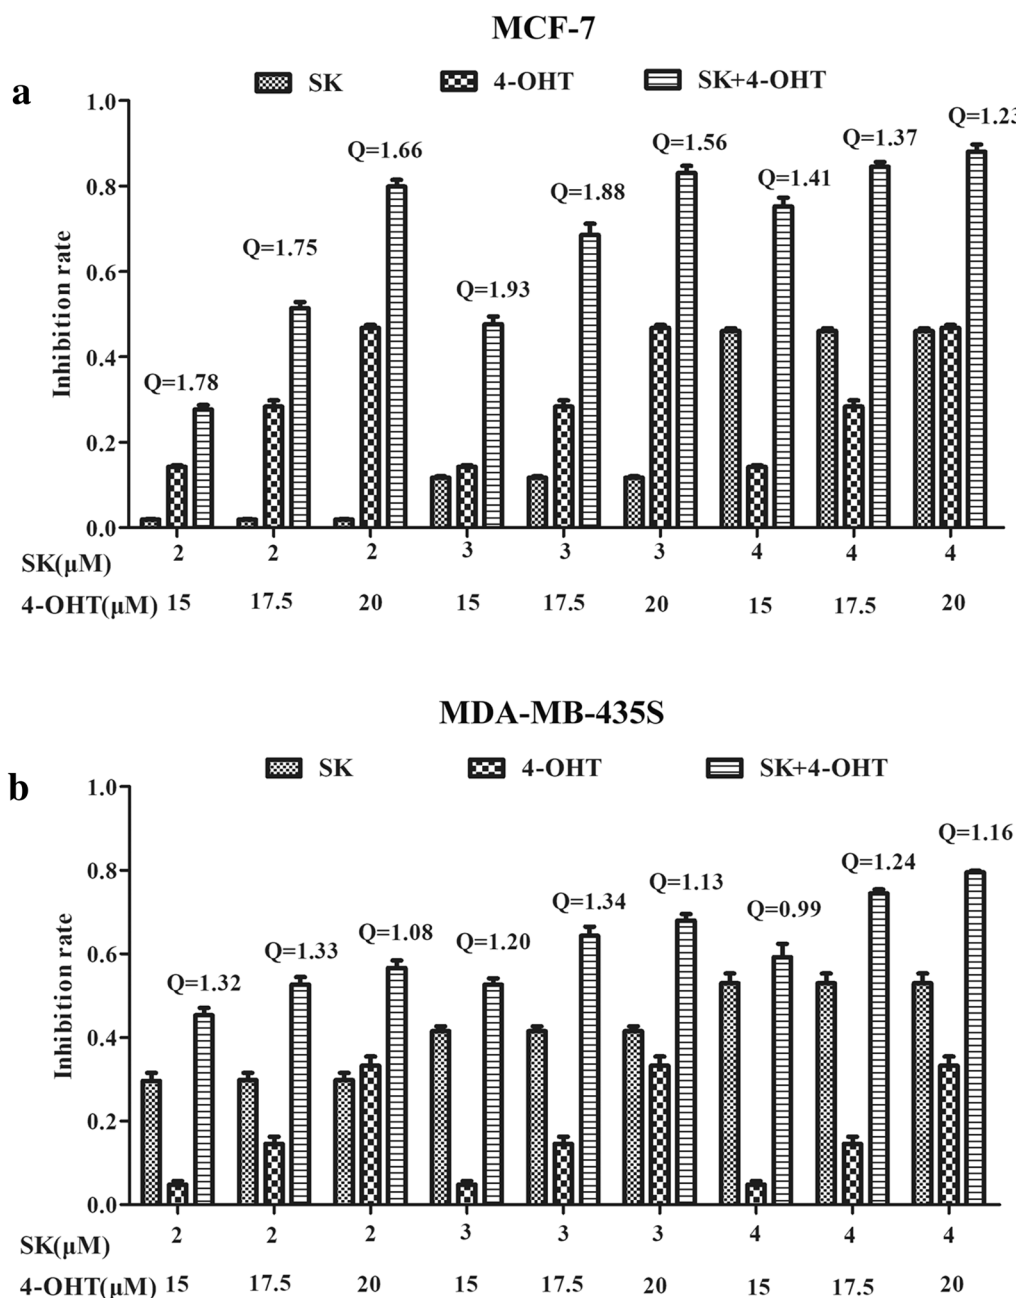 MCF-7
a
SK 4-OHT SK+4-OHT
1.0
0.8
0.6
0.4
0.2
0.0
Inhibition rate
Q=1.78
Q=1.75
Q=1.66
Q=1.93
Q=1.88
Q=1.56
Q=1.41
Q=1.37
Q=1.23
SK(μM) 2 2 2 3 3 3 4 4 4
4-OHT(μM) 15 17.5 20 15 17.5 20 15 17.5 20
MDA-MB-435S
b
SK 4-OHT SK+4-OHT
1.0
0.8
0.6
0.4
0.2
0.0
Inhibition rate
Q=1.32
Q=1.33
Q=1.08
Q=1.20
Q=1.34
Q=1.13
Q=0.99
Q=1.24
Q=1.16
SK(μM) 2 2 2 3 3 3 4 4 4
4-OHT(μM) 15 17.5 20 15 17.5 20 15 17.5 20